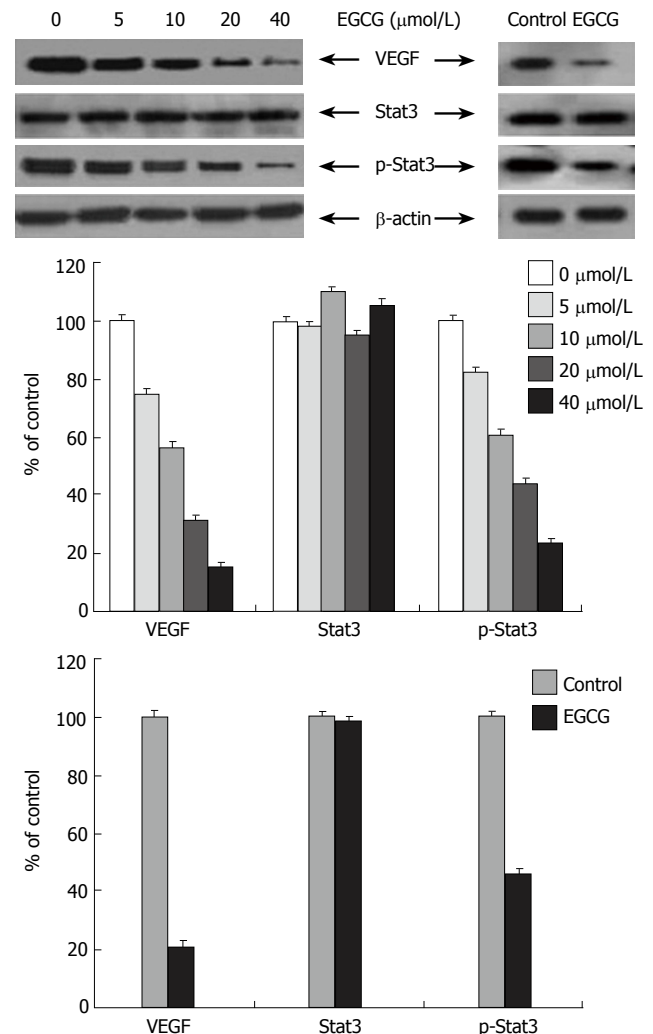 0 5 10 20 40 EGCG (μmol/L) Control EGCG
VEGF
Stat3
p-Stat3
β-actin
120
100
80
60
40
20
0
% of control
0 μmol/L
5 μmol/L
10 μmol/L
20 μmol/L
40 μmol/L
VEGF Stat3 p-Stat3
120
100
80
60
40
20
0
% of control
Control
EGCG
VEGF Stat3 p-Stat3